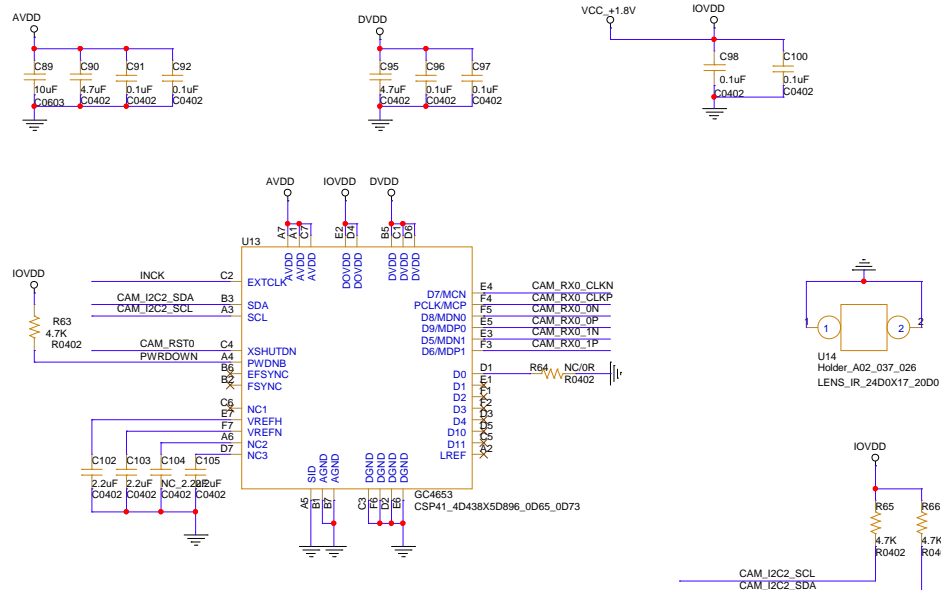 AVDD
C89
10uF
C0603
C90
4.7uF
C0402
C91
0.1uF
C0402
C92
0.1uF
C0402
DVDD
C95
4.7uF
C0402
C96
0.1uF
C0402
C97
0.1uF
C0402
VCC_+1.8V
IOVDD
C98
0.1uF
C0402
C100
0.1uF
C0402
AVDD
IOVDD
DVDD
U13
A7
A1
C7
E2
D4
B5
C1
D6
AVDD
AVDD
AVDD
DOVDD
DOVDD
DVDD
DVDD
DVDD
IOVDD
R63
4.7K
R0402
INCK C2 EXTCLK
CAM_I2C2_SDA B3 SDA
CAM_I2C2_SCL A3 SCL
CAM_RST0 C4 XSHUTDN
PWRDOWN A4 PWDNB
B6 EFSYNC
B2 FSYNC
C6 NC1
E7 VREFH
F7 VREFN
A6 NC2
D7 NC3
D7/MCN E4 CAM_RX0_CLKN
PCLK/MCP F4 CAM_RX0_CLKP
D8/MDN0 F5 CAM_RX0_0N
D9/MDP0 E5 CAM_RX0_0P
D5/MDN1 E3 CAM_RX0_1N
D6/MDP1 F3 CAM_RX0_1P
D0 D1
D1 E1
D2 F1
D3 F2
D4 D3
D10 D5
D11 C5
LREF A2
R64 NC/0R
R0402
C102
2.2uF
C0402
C103
2.2uF
C0402
C104
NC_2.2uF
C0402
C105
2.2uF
C0402
SID
AGND
AGND
DGND
DGND
DGND
DGND
A5
B1
B7
C3
F6
D2
E6
GC4653
CSP41_4D438X5D896_0D65_0D73
1
1
2
2
U14
Holder_A02_037_026
LENS_IR_24D0X17_20D0
IOVDD
R65
4.7K
R0402
R66
4.7K
R04
CAM_I2C2_SCL
CAM_I2C2_SDA